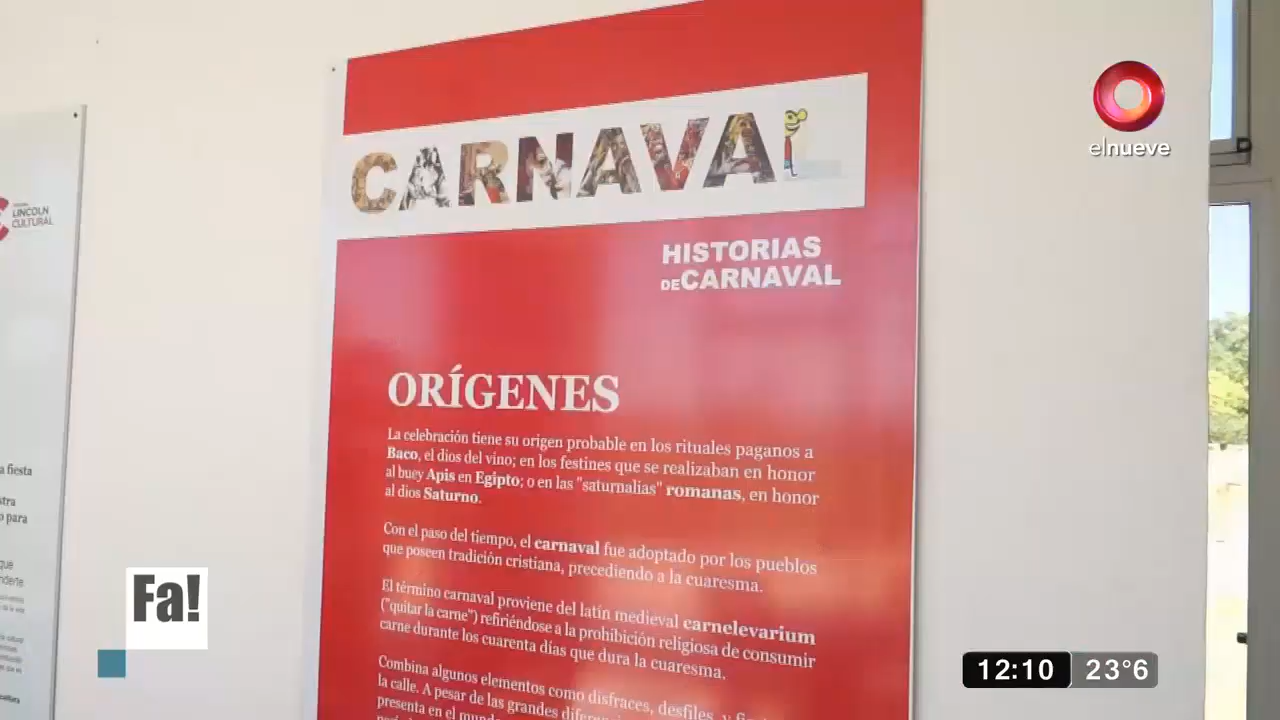 CARNAVAL
HISTORIAS
DE CARNAVAL
ORÍGENES
La celebración tiene su origen probable en los rituales paganos a
Baco, el dios del vino; en los festines que se realizaban en honor
al buey Apis en Egipto; o en las "saturnalias" romanas, en honor
al dios Saturno.
Con el paso del tiempo, el carnaval fue adoptado por los pueblos
que poseen tradición cristiana, precediendo a la cuaresma.
El término carnaval proviene del latín medieval carnelevarium
("quitar la carne") refiriéndose a la prohibición religiosa de consumir
carne durante los cuarenta días que dura la cuaresma.
Combina algunos elementos como disfraces, desfiles, y
la calle. A pesar de las grandes
presenta en el
LINCOLN
CULTURAL
a fiesta
para
que
elnueve
Fa!
12:10 23°6